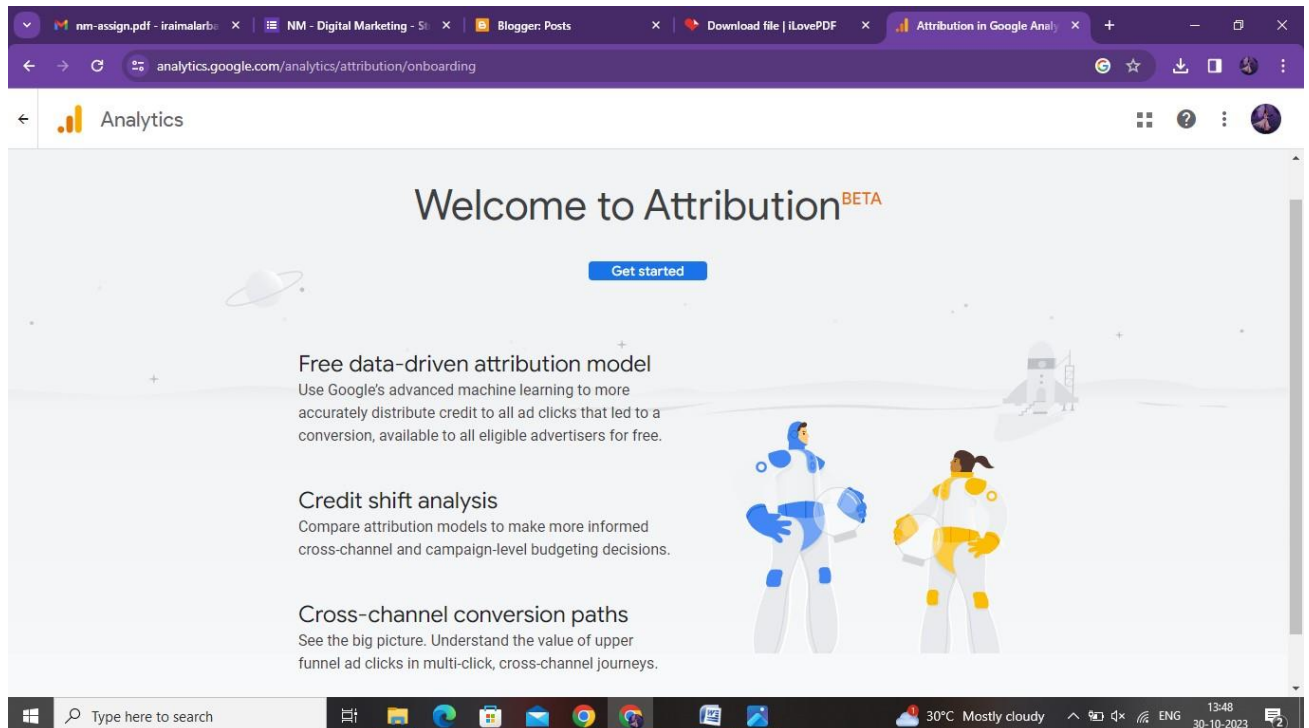 nm-assign.pdf - iraimalarba
NM - Digital Marketing - St
Blogger: Posts
Download file | iLovePDF
Attribution in Google Analy
analytics.google.com/analytics/attribution/onboarding
Analytics
Welcome to Attribution BETA
Get started
Free data-driven attribution model
Use Google's advanced machine learning to more
accurately distribute credit to all ad clicks that led to a
conversion, available to all eligible advertisers for free.
Credit shift analysis
Compare attribution models to make more informed
cross-channel and campaign-level budgeting decisions.
Cross-channel conversion paths
See the big picture. Understand the value of upper
funnel ad clicks in multi-click, cross-channel journeys.
Type here to search
30°C Mostly cloudy
ENG
13:48
30-10-2023
2